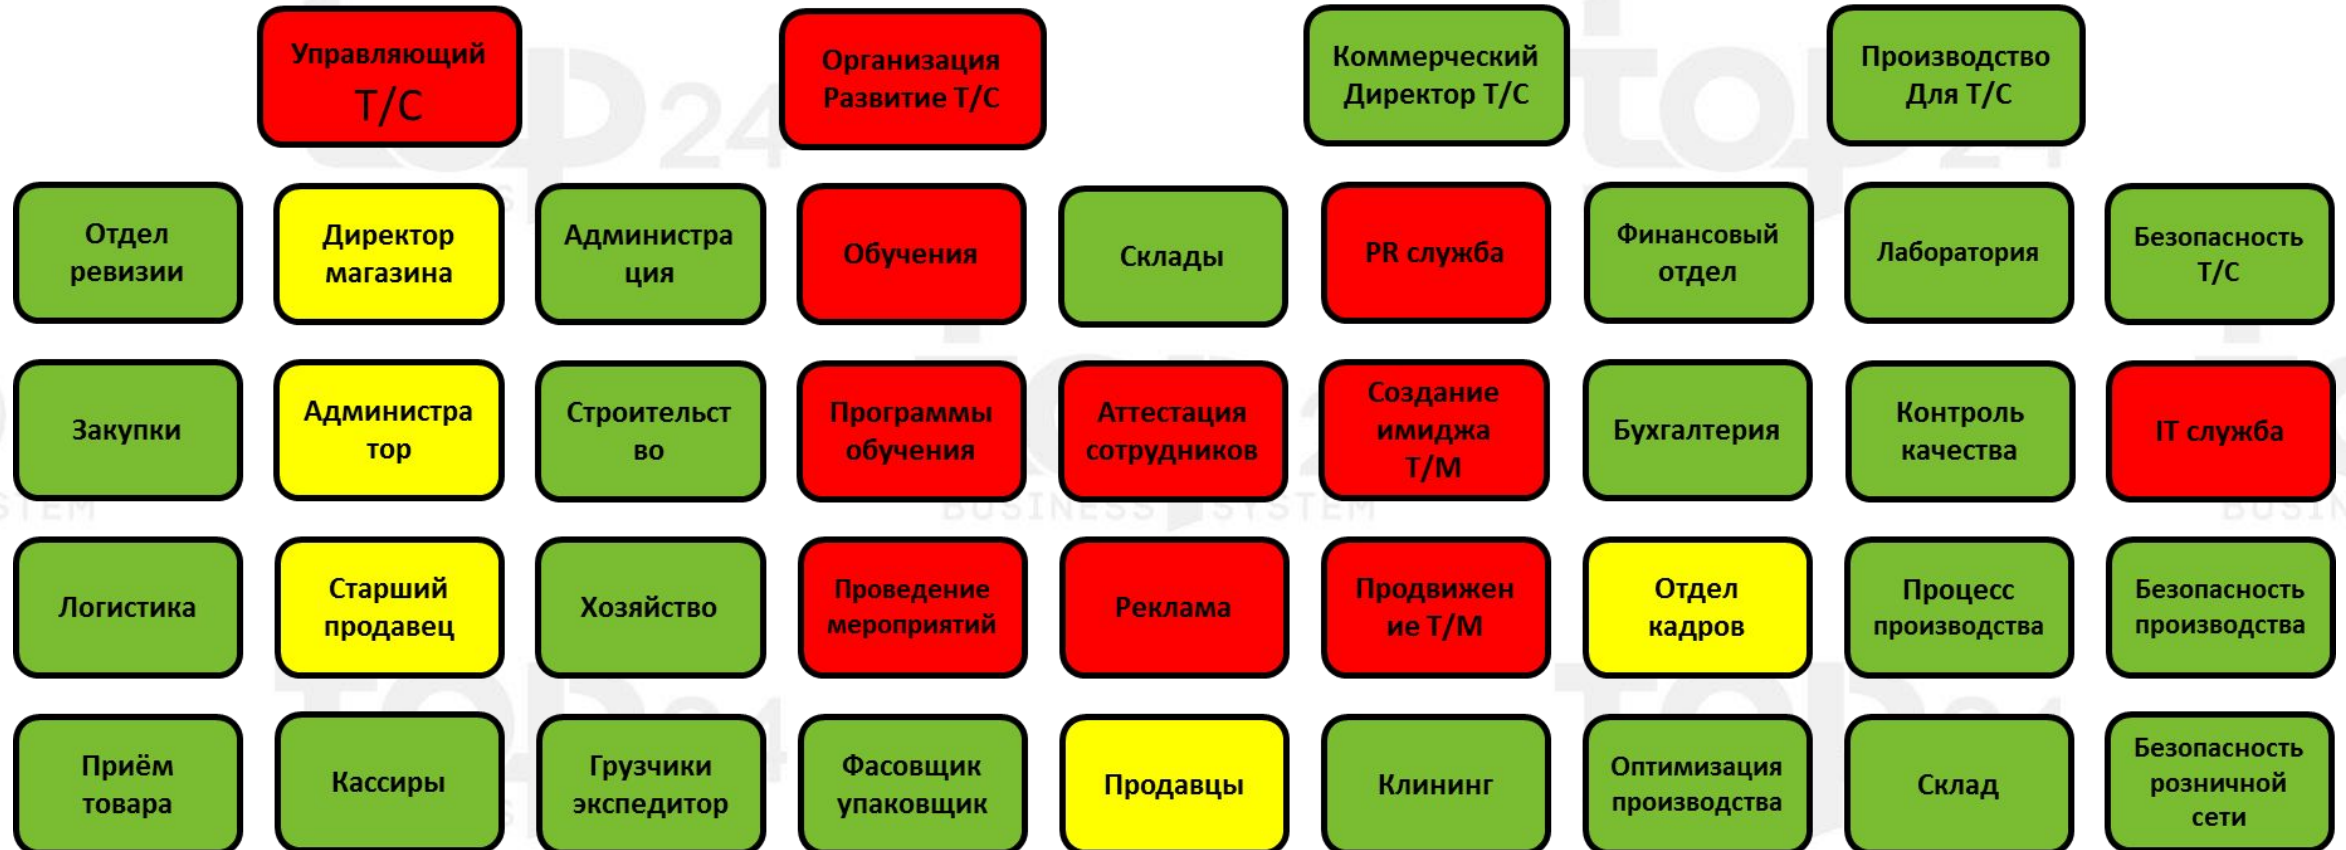 Управляющий
Т/С
Организация
Развитие Т/С
Коммерческий
Директор Т/С
Производство
Для Т/С
Отдел
ревизии
Директор
магазина
Администра
ция
Обучения
Склады
PR служба
Финансовый
отдел
Лаборатория
Безопасность
Т/С
Закупки
Администра
тор
Строительст
во
Программы
обучения
Аттестация
сотрудников
Создание
имиджа
Т/М
Бухгалтерия
Контроль
качества
IT служба
Логистика
Старший
продавец
Хозяйство
Проведение
мероприятий
Реклама
Продвижен
ие Т/М
Отдел
кадров
Процесс
производства
Безопасность
производства
Приём
товара
Кассиры
Грузчики
экспедитор
Фасовщик
упаковщик
Продавцы
Клининг
Оптимизация
производства
Склад
Безопасность
розничной
сети
top24
BUSINESS SYSTEM